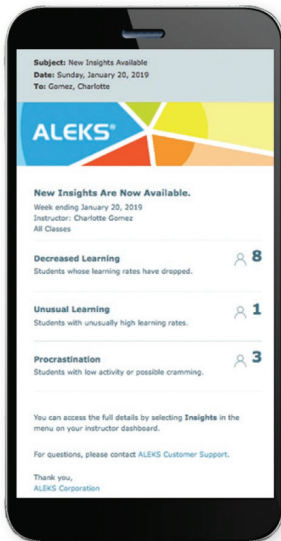 Subject: New Insights Available
Date: Sunday, January 20, 2019
To: Gomez, Charlotte
ALEKS®
New Insights Are Now Available.
Week ending January 20, 2019
Instructor: Charlotte Gomez
All Classes
Decreased Learning 8
Students whose learning rates have dropped.
Unusual Learning 1
Students with unusually high learning rates.
Procrastination 3
Students with low activity or possible cramming.
You can access the full details by selecting Insights in the
menu on your instructor dashboard.
For questions, please contact ALEKS Customer Support.
Thank you,
ALEKS Corporation